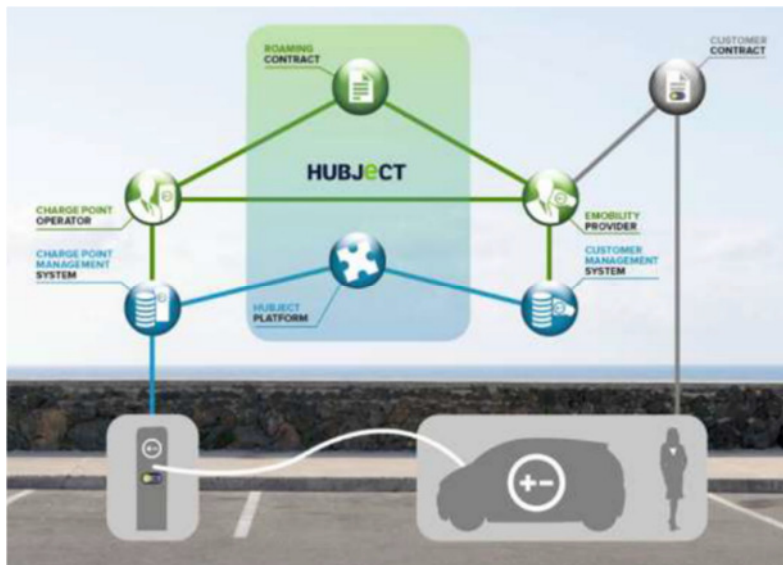 ROAMING
CONTRACT
CUSTOMER
CONTRACT
HUBJeCT
CHARGE POINT
OPERATOR
EMOBILITY
PROVIDER
CHARGE POINT
MANAGEMENT
SYSTEM
CUSTOMER
MANAGEMENT
SYSTEM
HUBJECT
PLATFORM